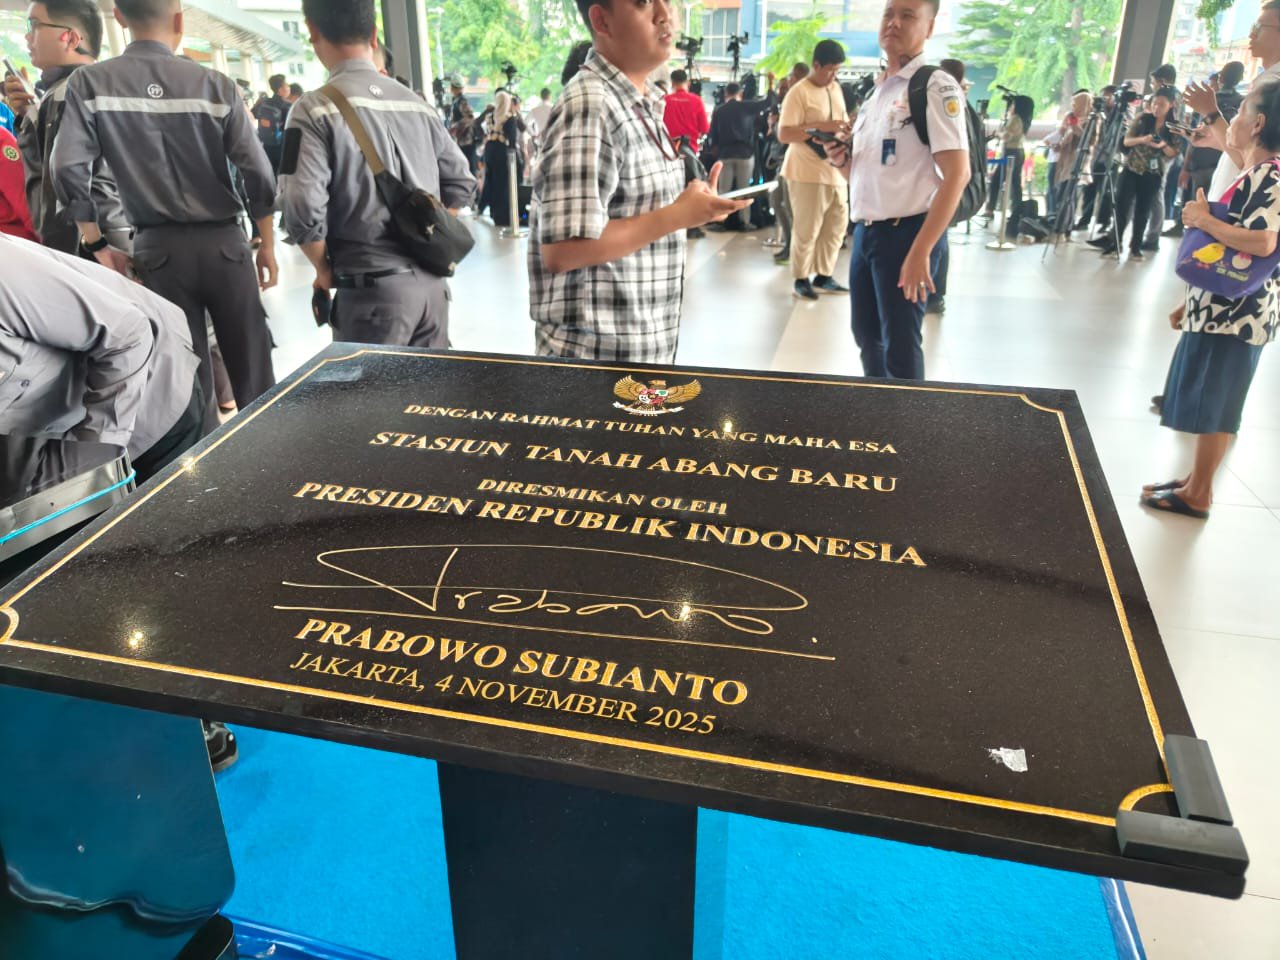 DENGAN RAHMAT TUHAN YANG MAHA ESA
STASIUN TANAH ABANG BARU
DIRESMIKAN OLEH
PRESIDEN REPUBLIK INDONESIA
Prabowo
PRABOWO SUBIANTO
JAKARTA, 4 NOVEMBER 2025